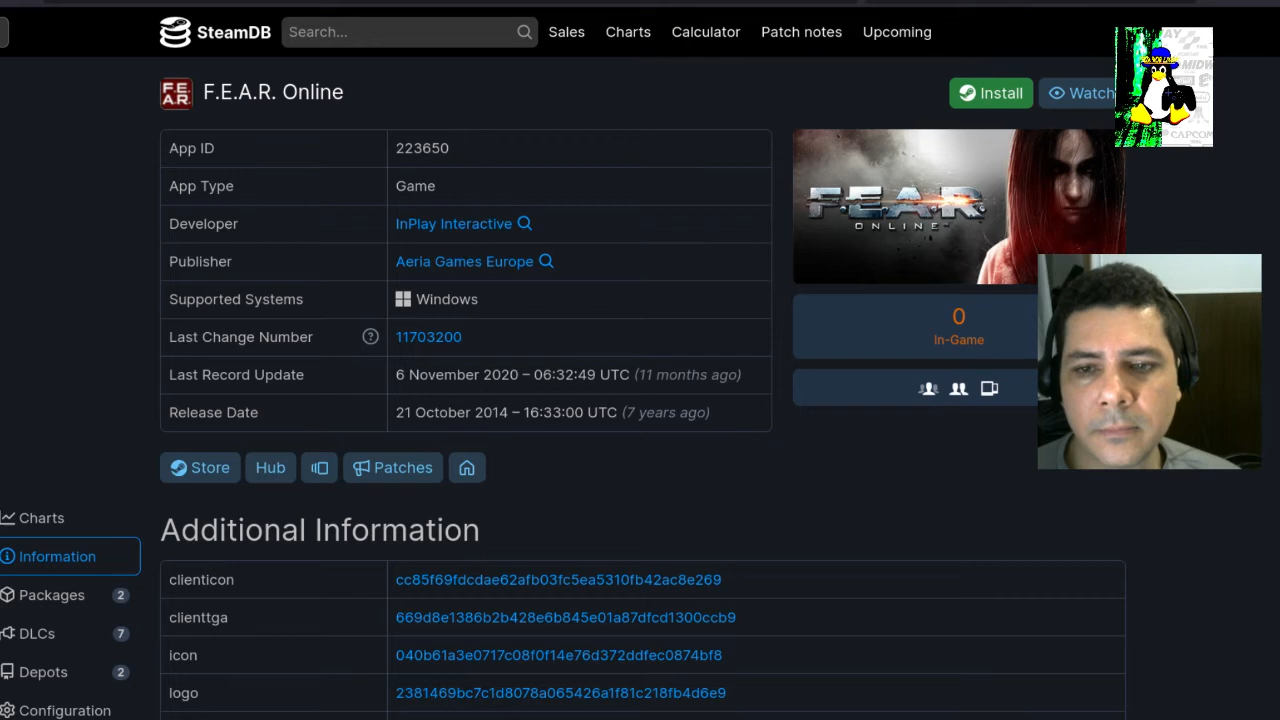 SteamDB Search... Sales Charts Calculator Patch notes Upcoming
F.E.A.R. Online Install Watch
F.E.
A.R.
App ID 223650
App Type Game
Developer InPlay Interactive
Publisher Aeria Games Europe
Supported Systems Windows
Last Change Number ? 11703200
Last Record Update 6 November 2020 – 06:32:49 UTC (11 months ago)
Release Date 21 October 2014 – 16:33:00 UTC (7 years ago)
F.E.A.R.
ONLINE
MIDW
CAPCOM
0
In-Game
Store Hub Patches
Charts
Information
Packages 2
DLCs 7
Depots 2
Configuration
Additional Information
clienticon cc85f69fdcdae62afb03fc5ea5310fb42ac8e269
clienttga 669d8e1386b2b428e6b845e01a87dfcd1300ccb9
icon 040b61a3e0717c08f0f14e76d372ddfec0874bf8
logo 2381469bc7c1d8078a065426a1f81c218fb4d6e9